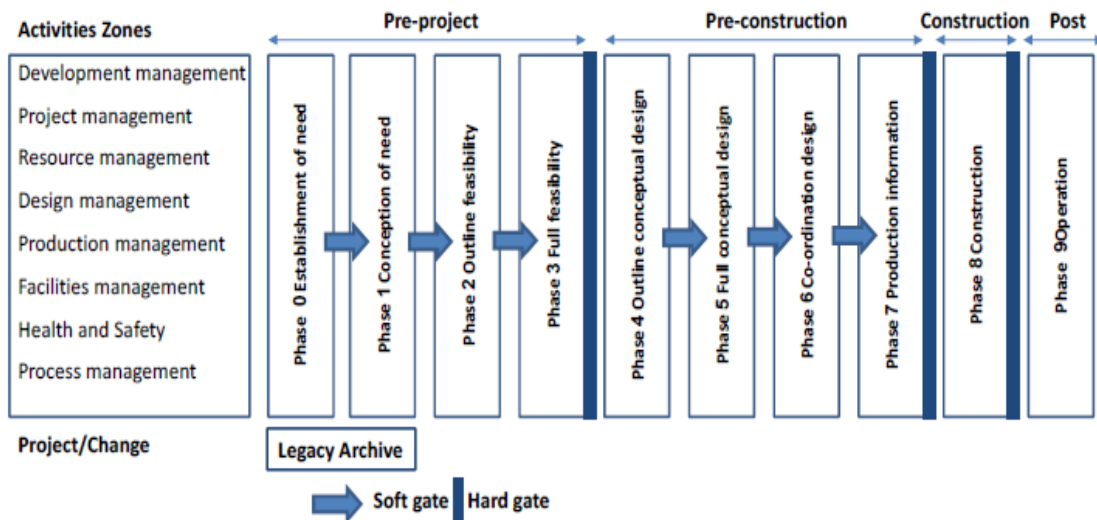 Activities Zones
Pre-project
Pre-construction
Construction
Post
Development management
Project management
Resource management
Design management
Production management
Facilities management
Health and Safety
Process management
Phase 0 Establishment of need
Phase 1 Conception of need
Phase 2 Outline feasibility
Phase 3 Full feasibility
Phase 4 Outline conceptual design
Phase 5 Full conceptual design
Phase 6 Co-ordination design
Phase 7 Production information
Phase 8 Construction
Phase 9Operation
Project/Change
Legacy Archive
Soft gate
Hard gate